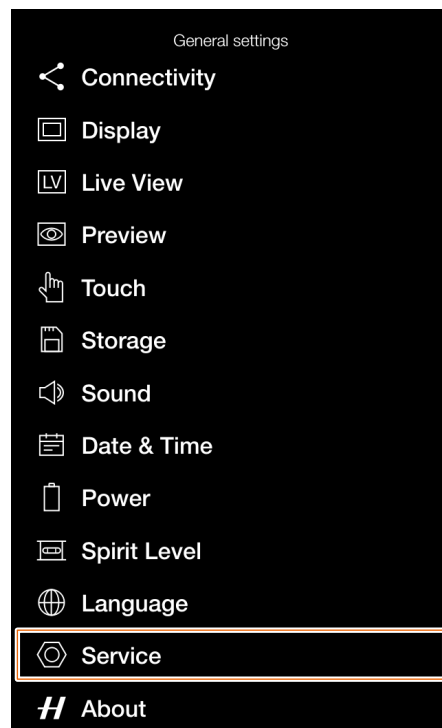 General settings
Connectivity
Display
LV Live View
Preview
Touch
Storage
Sound
Date & Time
Power
Spirit Level
Language
Service
H About